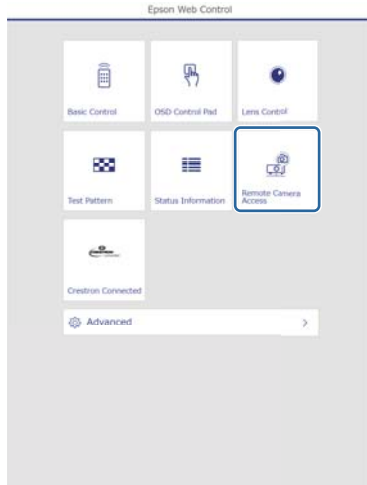 Epson Web Control
Basic Control
OSD Control Pad
Lens Control
Test Pattern
Status Information
Remote Camera
Access
CRESTRON
Crestron Connected
Advanced